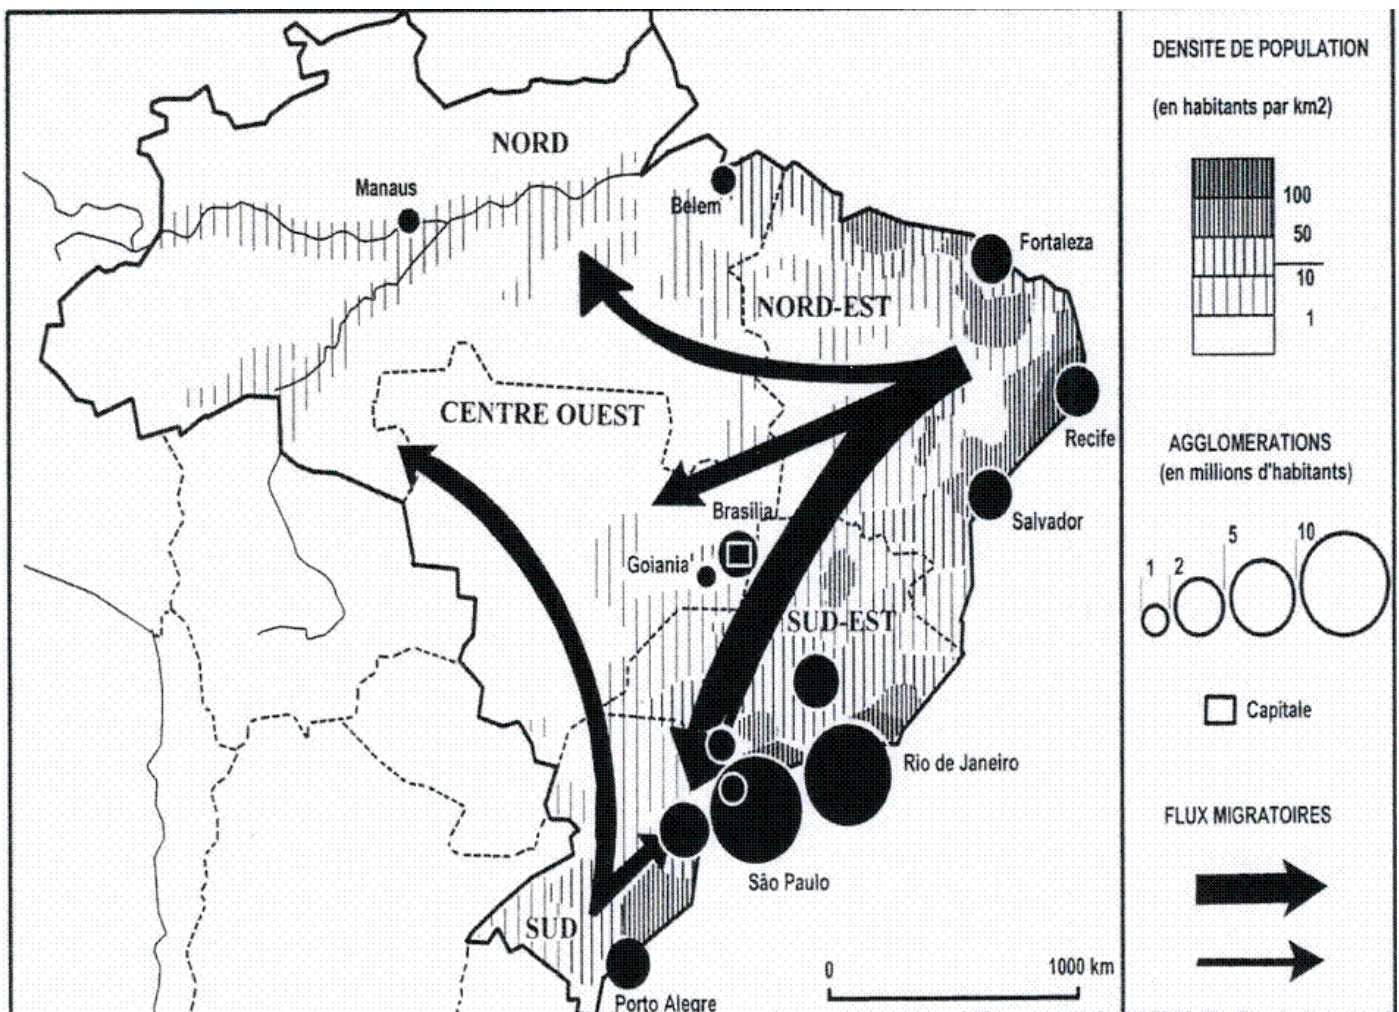 NORD
Manaus
Belem
Fortaleza
NORD-EST
CENTRE OUEST
Recife
Brasilia
Salvador
Goiania
SUD-EST
Rio de Janeiro
São Paulo
SUD
Porto Alegre
0
1000 km
DENSITE DE POPULATION
(en habitants par km2)
100
50
10
1
AGGLOMERATIONS
(en millions d'habitants)
1 2 5 10
Capitale
FLUX MIGRATOIRES